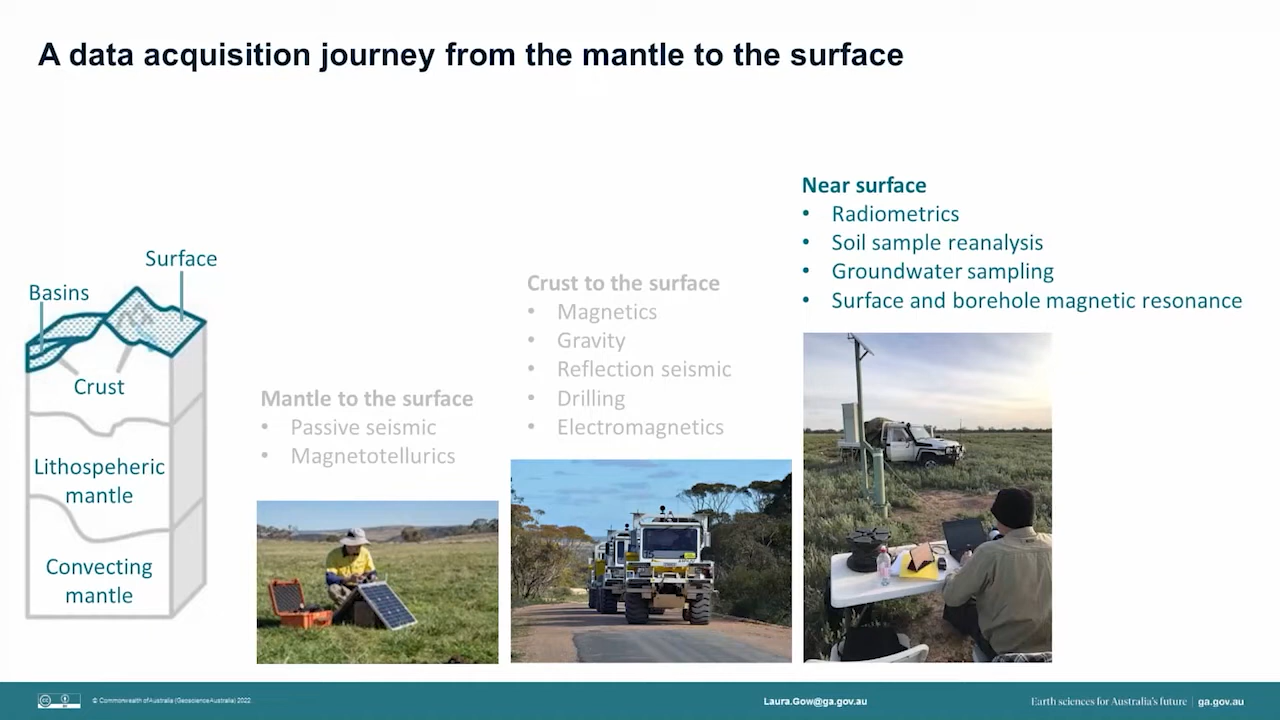 A data acquisition journey from the mantle to the surface
Surface
Basins
Crust
Lithospeheric
mantle
Convecting
mantle
Mantle to the surface
• Passive seismic
• Magnetotellurics
Crust to the surface
• Magnetics
• Gravity
• Reflection seismic
• Drilling
• Electromagnetics
Near surface
• Radiometrics
• Soil sample reanalysis
• Groundwater sampling
• Surface and borehole magnetic resonance
© Commonwealth of Australia (Geoscience Australia) 2022
Laura.Gow@ga.gov.au
Earth sciences for Australia's future | ga.gov.au